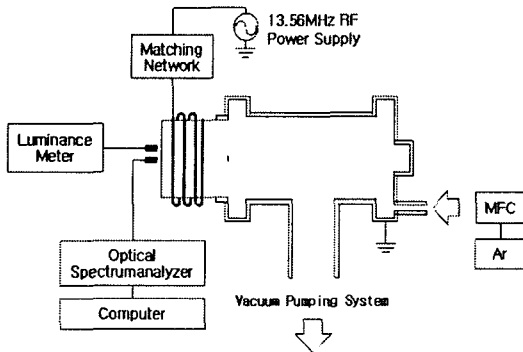 13.56MHz RF
Power Supply
Matching
Network
Luminance
Meter
MFC
Ar
Optical
Spectrumanalyzer
Computer
Vacuum Pumping System